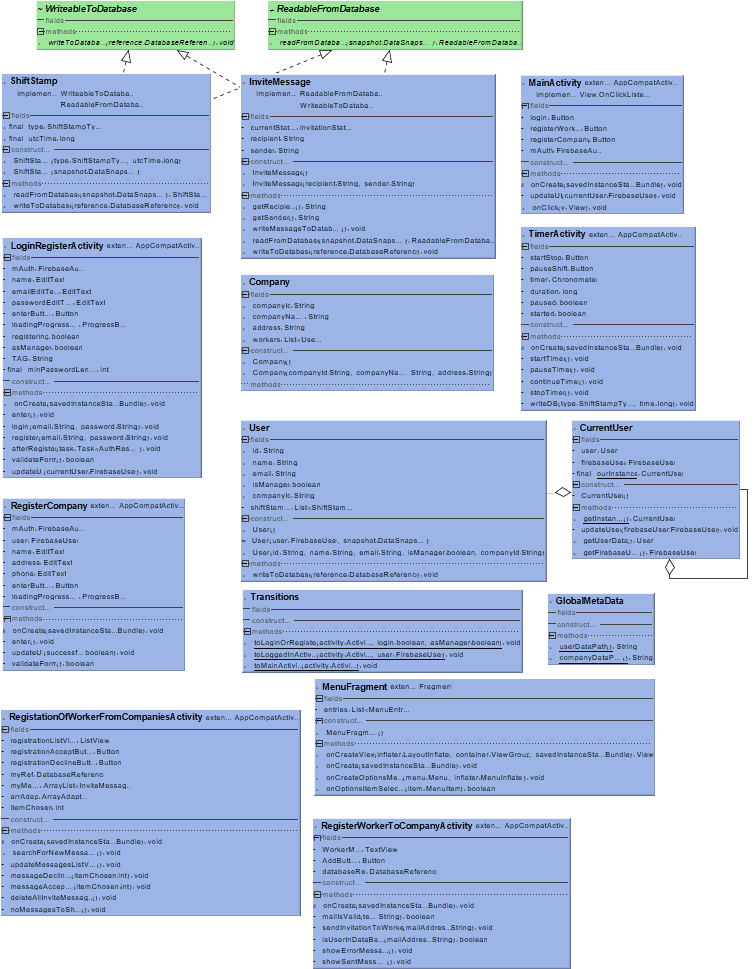 ~ WriteableToDatabase
fields
methods
writeToDataba... (reference:DatabaseReferen...): void
~ ReadableFromDatabase
fields
methods
readFromDataba... (snapshot:DataSnaps...): ReadableFromDataba...
ShiftStamp
implemen... WriteableToDataba...
ReadableFromDataba...
fields
final type: ShiftStampTy...
final utcTime: long
construct...
ShiftSta... (type:ShiftStampTy..., utcTime:long)
ShiftSta... (snapshot:DataSnaps...)
methods
readFromDatabas(snapshot:DataSnaps...): ShiftSta...
writeToDatabas(reference:DatabaseReferenc): void
InviteMessage
implemen... ReadableFromDataba...
WriteableToDataba...
fields
currentStat...: invitationStat...
recipient: String
sender: String
construct...
InviteMessage()
InviteMessage(recipient:String, sender:String)
methods
getRecipie...(): String
getSende(): String
writeMessageToDatab... (): void
readFromDatabas(snapshot:DataSnaps...): ReadableFromDataba...
writeToDatabas(reference:DatabaseReferenc): void
MainActivity exten... AppCompatActiv...
implemen... View.OnClickListe...
fields
login: Button
registerWork...: Button
registerCompany: Button
mAuth: FirebaseAu...
construct...
methods
onCreate(savedInstanceSta...Bundle): void
updateU(currentUser:FirebaseUser): void
onClick(v:View): void
LoginRegisterActivity exten... AppCompatActiv...
fields
mAuth: FirebaseAu...
name: EditText
emailEditTe...: EditText
passwordEditT...: EditText
enterButt...: Button
loadingProgress...: ProgressB...
registering: boolean
asManager: boolean
TAG: String
final minPasswordLen...: int
construct...
methods
onCreate(savedInstanceSta...Bundle): void
enter(): void
login(email:String, password:String): void
register(email:String, password:String): void
afterRegiste(task:Task<AuthRes...): void
validateForm(): boolean
updateU(currentUser:FirebaseUse): void
Company
fields
companyIc: String
companyNa...: String
address: String
workers: List<Use...
construct...
Company()
Company(companyId:String, companyNa... String, address:String)
methods
TimerActivity exten... AppCompatActiv...
fields
startStop: Button
pauseShift: Button
timer: Chronometer
duration: long
paused: boolean
started: boolean
construct...
methods
onCreate(savedInstanceSta...Bundle): void
startTime(): void
pauseTime(): void
continueTime(): void
stopTime(): void
writeDB(type:ShiftStampTy..., time:long): void
User
fields
id: String
name: String
email: String
isManager: boolean
companyIc: String
shiftStam...: List<ShiftStam...
construct...
User()
~ User(user:FirebaseUse, snapshot:DataSnaps...)
User(id:String, name:String, email:String, isManager:boolean, companyId:String)
methods
writeToDatabas(reference:DatabaseReferenc): void
CurrentUser
fields
user: User
firebaseUser: FirebaseUser
final ourInstance: CurrentUser
construct...
CurrentUse()
methods
getInstan...(): CurrentUser
updateUse(firebaseUser:FirebaseUse): void
getUserData(): User
getFirebaseU...(): FirebaseUser
RegisterCompany exten... AppCompatActiv...
fields
mAuth: FirebaseAu...
user: FirebaseUser
name: EditText
address: EditText
phone: EditText
enterButt...: Button
loadingProgress...: ProgressB...
construct...
methods
onCreate(savedInstanceSta...Bundle): void
enter(): void
updateU(successf... boolean): void
validateForm(): boolean
Transitions
fields
construct...
methods
toLoginOrRegiste(activity:Activi..., login:boolean, asManager:boolean): void
toLoggedInActivi(activity:Activi..., user:FirebaseUse): void
toMainActivi(activity:Activi...): void
GlobalMetaData
fields
construct...
methods
userDataPath(): String
companyDataP...(): String
MenuFragment exten... Fragment
fields
entries: List<MenuEntr...
construct...
MenuFragm...()
methods
onCreateView(inflater:LayoutInflate, container:ViewGroup, savedInstanceSta...Bundle): View
onCreate(savedInstanceSta...Bundle): void
onCreateOptionsMe...(menu:Menu, inflater:MenuInflate): void
onOptionsItemSelec...(item:MenuItem): boolean
RegistationOfWorkerFromCompaniesActivity exten... AppCompatActiv...
fields
registrationListVi...: ListView
registrationAcceptBut...: Button
registrationDeclineButt...: Button
myRef: DatabaseReferenc
myMe...: ArrayList<InviteMessag...
arrAdap: ArrayAdapt...
itemChosen: int
construct...
methods
onCreate(savedInstanceSta...Bundle): void
searchForNewMessa...(): void
updateMessagesListV...(): void
messageDeclin...(itemChosen:int): void
messageAccep...(itemChosen:int): void
deleteAllInviteMessag...(): void
noMessagesToSh...(): void
RegisterWorkerToCompanyActivity exten... AppCompatActiv...
fields
WorkerM...: TextView
AddButt...: Button
databaseRe: DatabaseReferenc
construct...
methods
onCreate(savedInstanceSta...Bundle): void
mailIsValid(te... String): boolean
sendInvitationToWorke(mailAddres..String): void
isUserInDataBa...(mailAddres..String): boolean
showErrorMessa...(): void
showSentMess...(): void